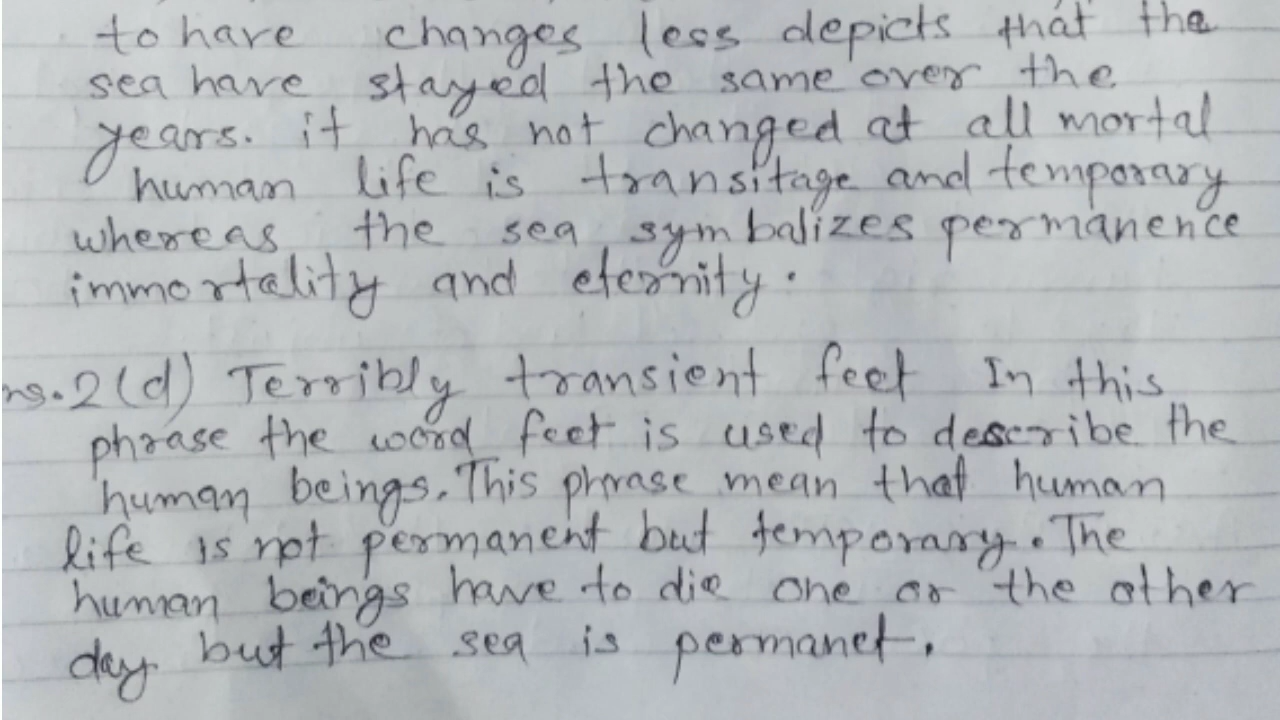 to have changes less depicts that the
sea have stayed the same over the
years. it has not changed at all mortal
human life is transitage and temporary
whereas the sea symbalizes permanence
immortality and eternity.
ns.2(d) Terribly transient feet In this
phrase the word feet is used to describe the
human beings. This phrase mean that human
life is not permanent but temporary. The
human beings have to die one or the other
day but the sea is permanet.